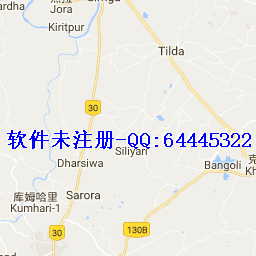 Jora
Kiritpur
Tilda
30
软件未注册-QQ:64445322
Siliyari
Dharsiwa
Bangoli
库姆哈里
Sarora
Kumhari-1
130B
30